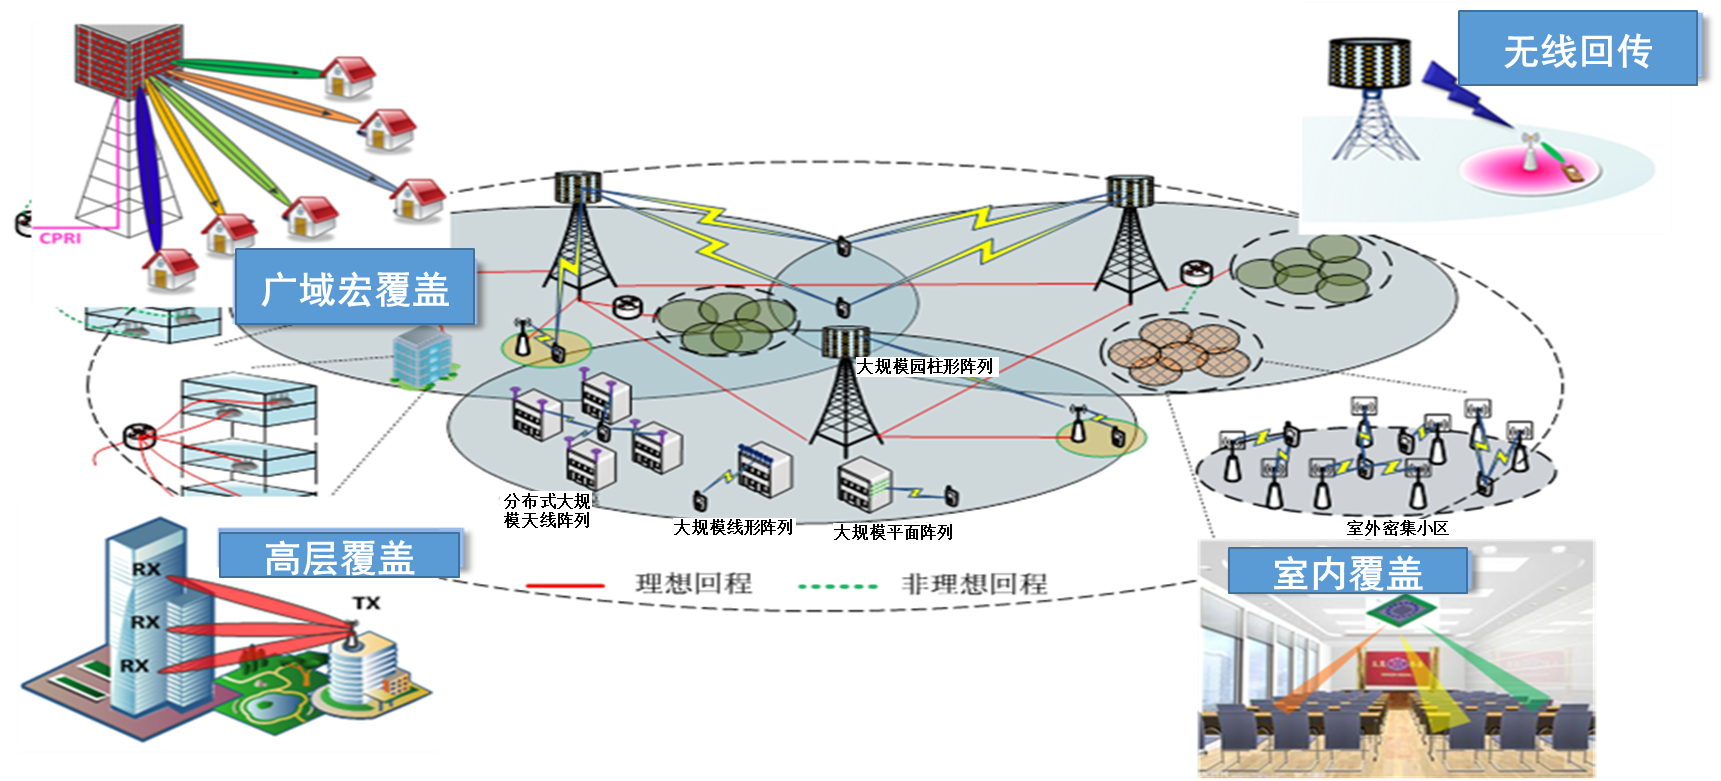 无线回传
CPRI
广域宏覆盖
大规模园柱形阵列
分布式大规
模天线阵列
大规模线形阵列
大规模平面阵列
室外密集小区
高层覆盖
RX
TX
RX
RX
理想回程
非理想回程
室内覆盖